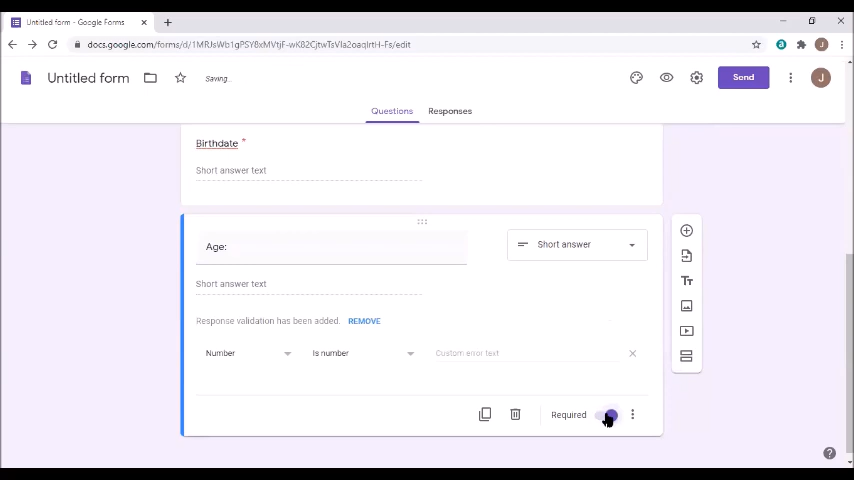 Untitled form - Google Forms
docs.google.com/forms/d/1MRJsWb1gPSY8xMVtjF-wK82CjtwTsVIa2oaqlrtH-Fs/edit
a
J
Untitled form
Saving...
Send
J
Questions
Responses
Birthdate *
Short answer text
Age:
Short answer
Short answer text
Response validation has been added. REMOVE
Number
Is number
Custom error text
Required